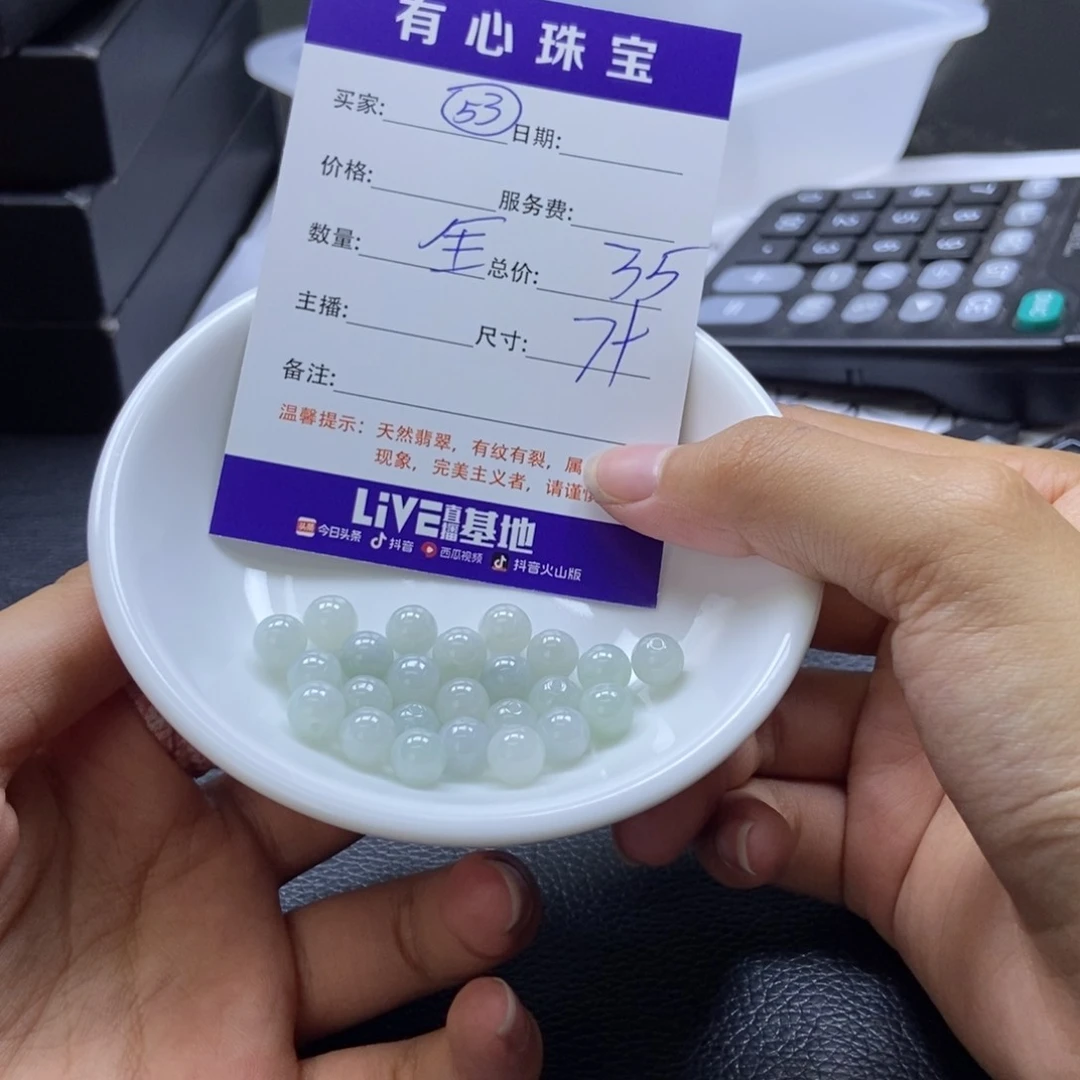 有心珠宝
买家: 53 日期:
价格: 服务费:
数量: 全 总价: 35
主播: 尺寸: 7+
备注:
温馨提示：天然翡翠，有纹有裂，属
现象，完美主义者，请谨慎
LiVE直播基地
头条 今日头条 抖音 西瓜视频 抖音火山版